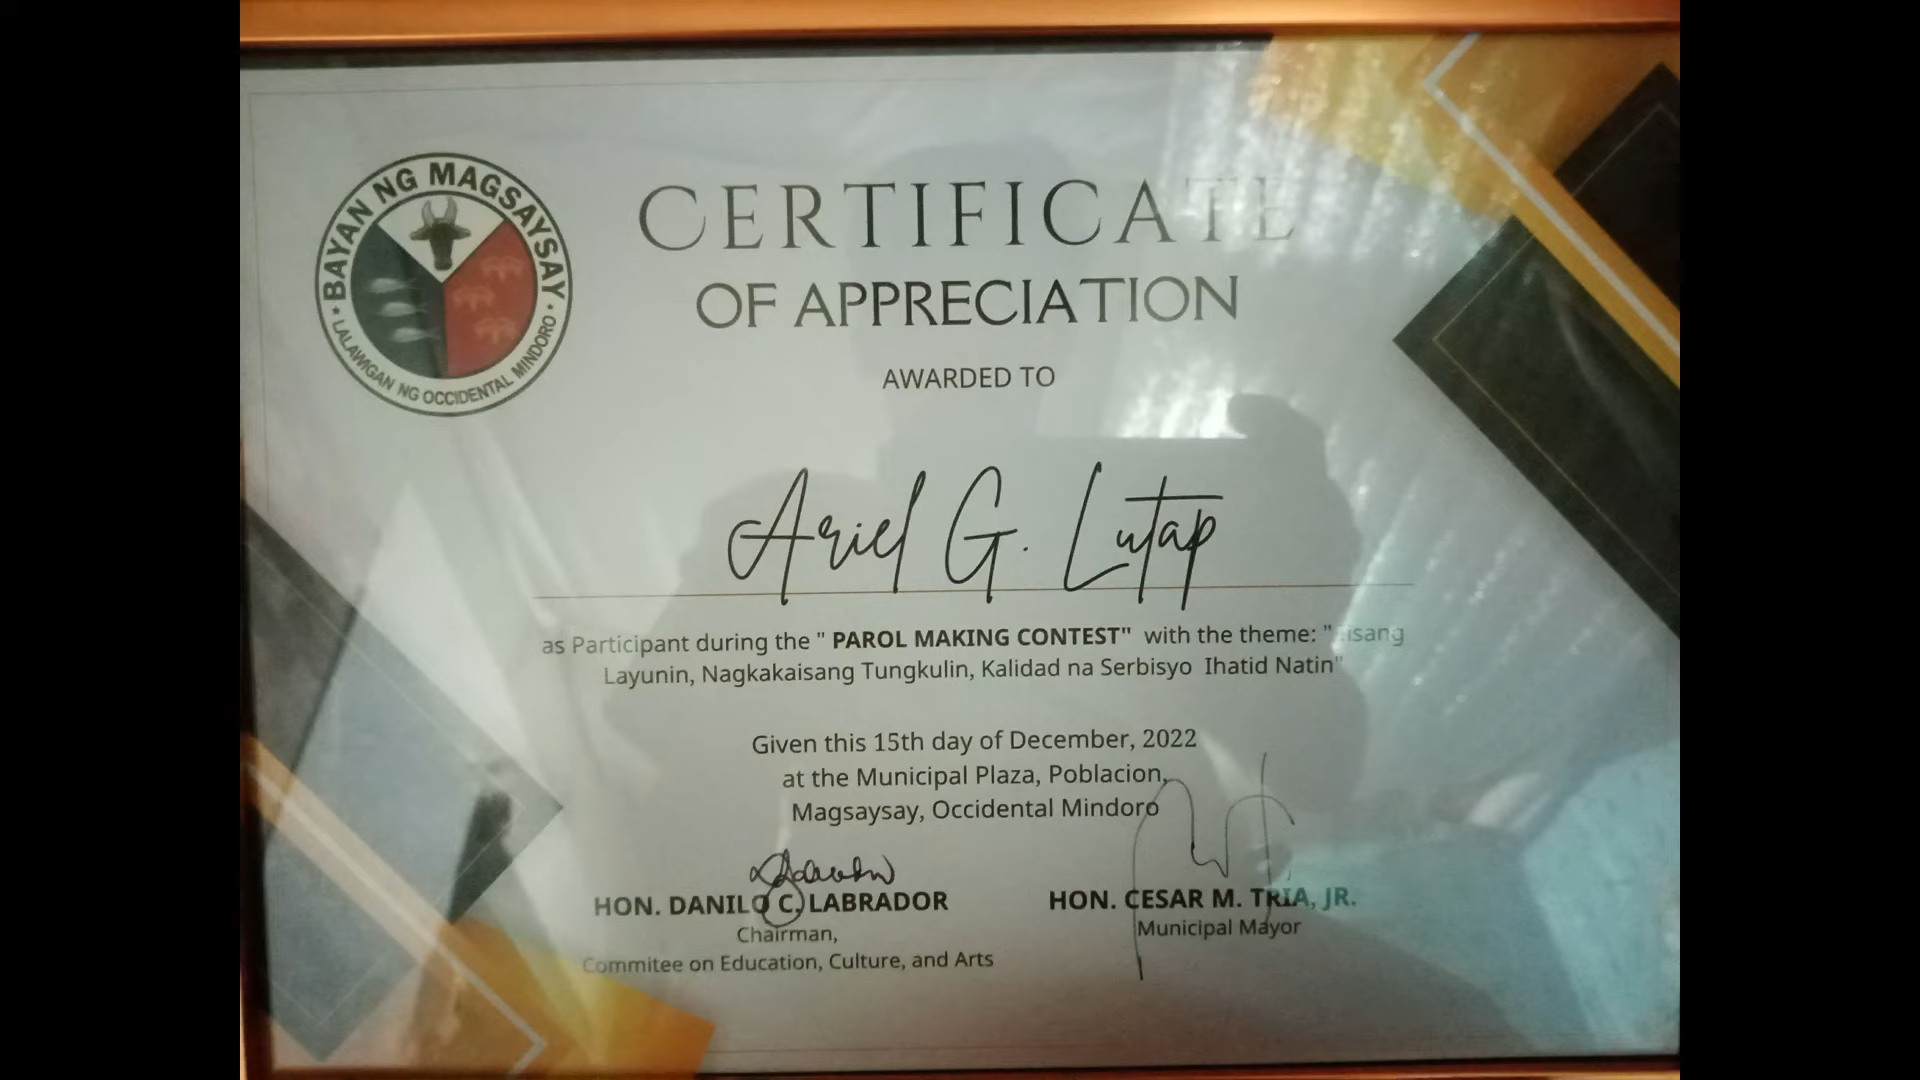 BAYAN NG MAGSAYSAY
LALAWIGAN NG OCCIDENTAL MINDORO
CERTIFICATE
OF APPRECIATION
AWARDED TO
Ariel G. Lutap
as Participant during the " PAROL MAKING CONTEST" with the theme: "
Layunin, Nagkakaisang Tungkulin, Kalidad na Serbisyo Ihatid Natin"
Given this 15th day of December, 2022
at the Municipal Plaza, Poblacion,
Magsaysay, Occidental Mindoro
HON. DANILO C. LABRADOR
Chairman,
Commitee on Education, Culture, and Arts
HON. CESAR M. TRIA, JR.
Municipal Mayor